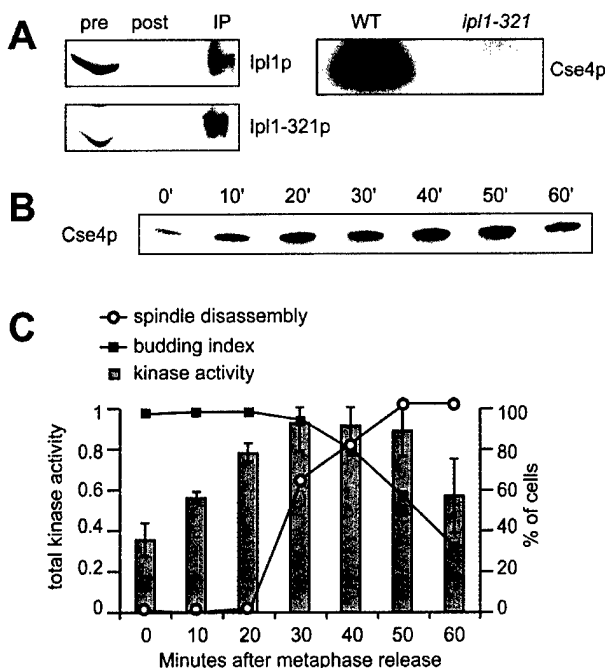 A
pre post IP
Ipl1p
Ipl1-321p
WT ipl1-321
Cse4p
B
0' 10' 20' 30' 40' 50' 60'
Cse4p
C
spindle disassembly
budding index
kinase activity
total kinase activity
1
0.8
0.6
0.4
0.2
0
100
80
60
40
20
0
% of cells
0 10 20 30 40 50 60
Minutes after metaphase release